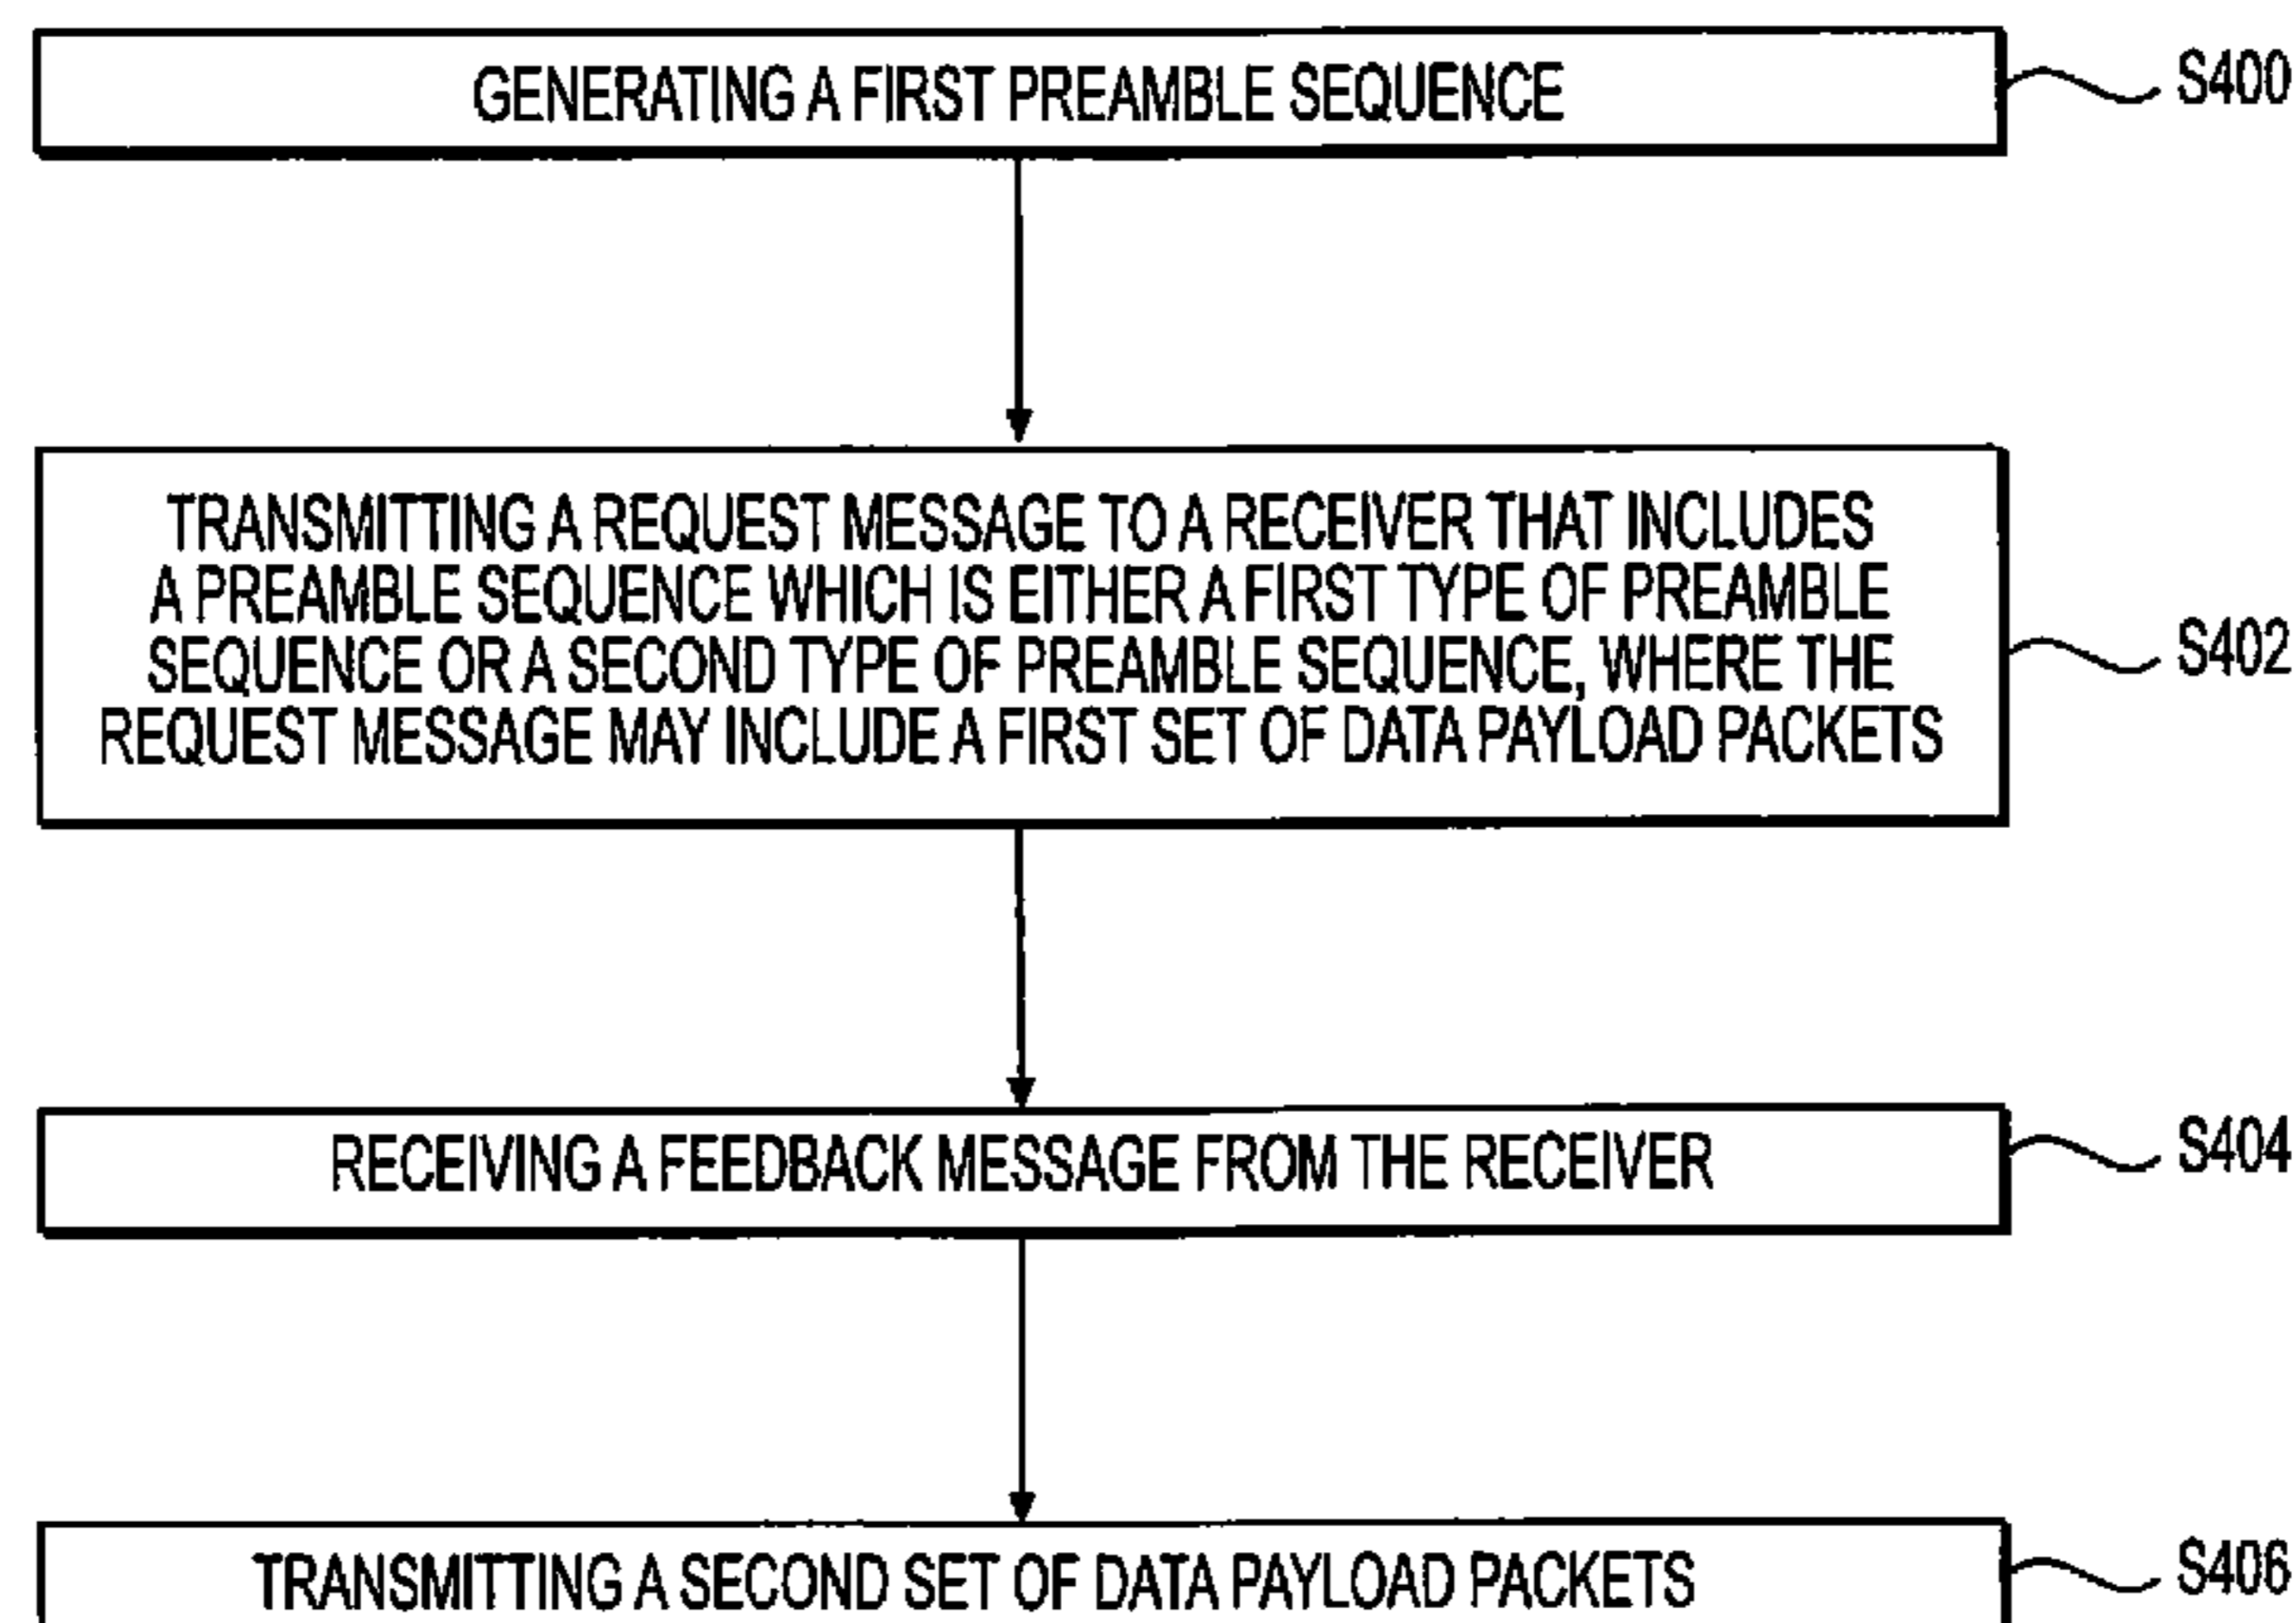 GENERATING A FIRST PREAMBLE SEQUENCE
S400
TRANSMITTING A REQUEST MESSAGE TO A RECEIVER THAT INCLUDES
A PREAMBLE SEQUENCE WHICH IS EITHER A FIRST TYPE OF PREAMBLE
SEQUENCE OR A SECOND TYPE OF PREAMBLE SEQUENCE, WHERE THE
REQUEST MESSAGE MAY INCLUDE A FIRST SET OF DATA PAYLOAD PACKETS
S402
RECEIVING A FEEDBACK MESSAGE FROM THE RECEIVER
S404
TRANSMITTING A SECOND SET OF DATA PAYLOAD PACKETS
S406